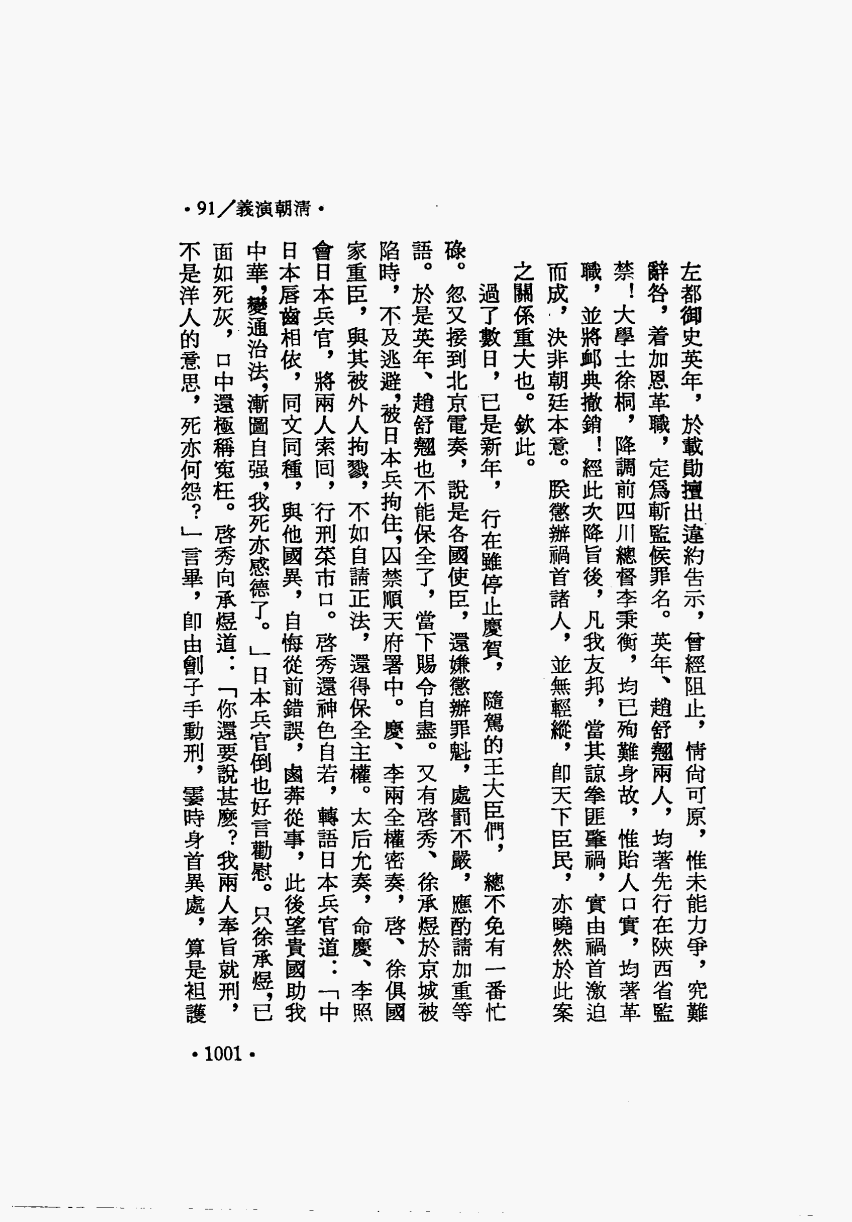 ·清朝演義／91·
左都御史英年，於載勛擅出違約告示，曾經阻止，情尙可原，惟未能力爭，究難
辭咎，着加恩革職，定爲斬監候罪名。英年、趙舒翹兩人，均著先行在陝西省監
禁！大學士徐桐，降調前四川總督李秉衡，均已殉難身故，惟貽人口實，均著革
職，並將卹典撤銷！經此次降旨後，凡我友邦，當其諒拳匪肇禍，實由禍首激迫
而成，決非朝廷本意。朕懲辦禍首諸人，並無輕縱，卽天下臣民，亦曉然於此案
之關係重大也。欽此。
過了數日，已是新年，行在雖停止慶賀，隨駕的王大臣們，總不免有一番忙
碌。忽又接到北京電奏，說是各國使臣，還嫌懲辦罪魁，處罰不嚴，應酌請加重等
語。於是英年、趙舒翹也不能保全了，當下賜令自盡。又有啓秀、徐承煜於京城被
陷時，不及逃避，被日本兵拘住，囚禁順天府署中。慶、李兩全權密奏，啓、徐俱國
家重臣，與其被外人拘戮，不如自請正法，還得保全主權。太后允奏，命慶、李照
會日本兵官，將兩人索回，行刑菜市口。啓秀還神色自若，轉語日本兵官道：「中
日本唇齒相依，同文同種，與他國異，自悔從前錯誤，鹵莽從事，此後望貴國助我
中華，變通治法，漸圖自强，我死亦感德了。」日本兵官倒也好言勸慰。只徐承煜，已
面如死灰，口中還極稱寃枉。啓秀向承煜道：「你還要說甚麽？我兩人奉旨就刑，
不是洋人的意思，死亦何怨？」言畢，卽由劊子手動刑，霎時身首異處，算是袒護
·1001·